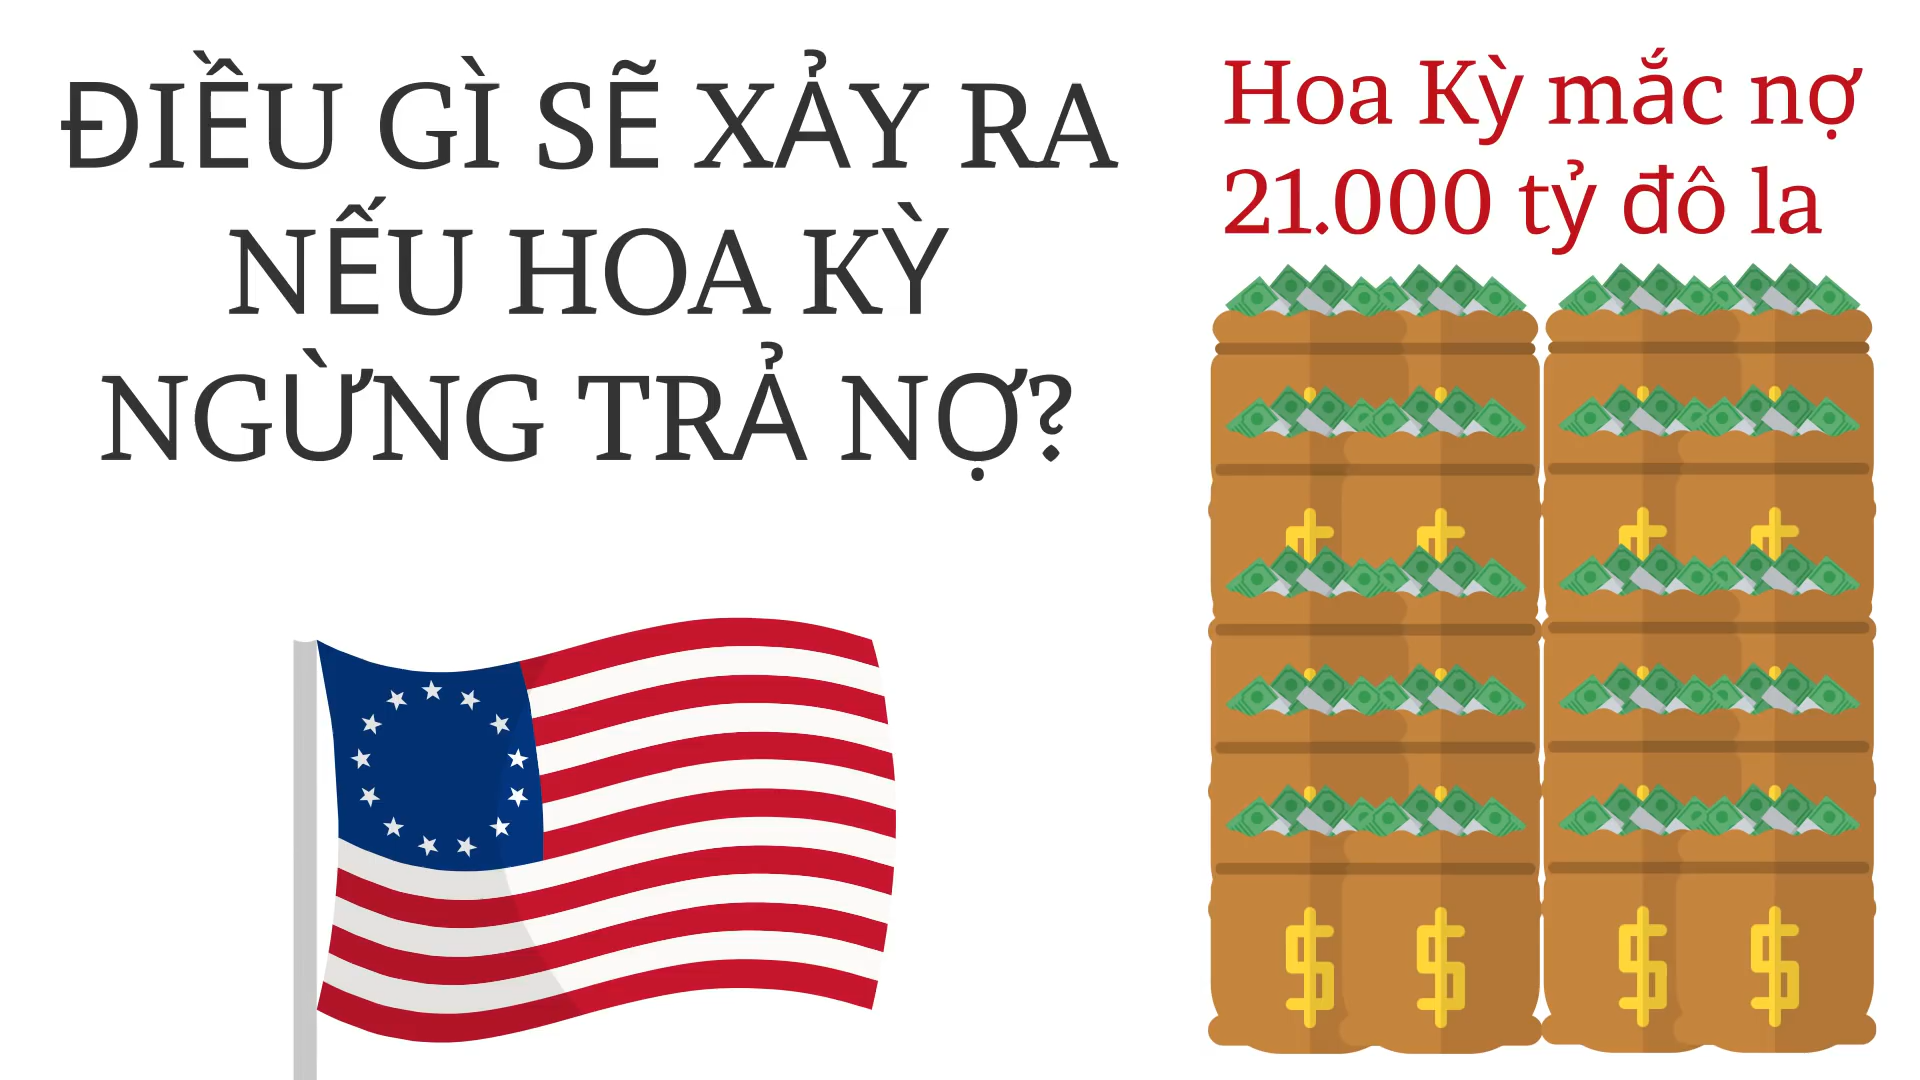 ĐIỀU GÌ SẼ XẢY RA
NẾU HOA KỲ
NGỪNG TRẢ NỢ?
Hoa Kỳ mắc nợ
21.000 tỷ đô la